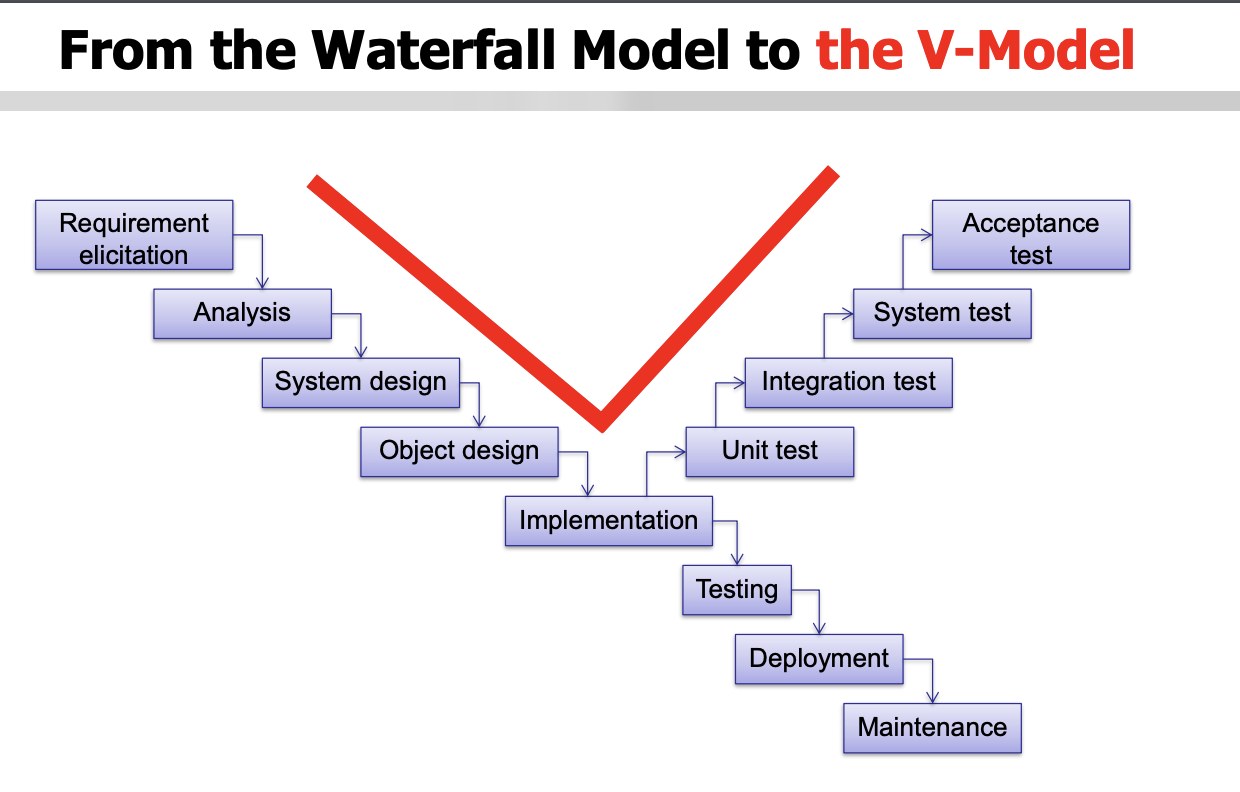 From the Waterfall Model to the V-Model
Requirement
elicitation
Analysis
System design
Object design
Implementation
Unit test
Integration test
System test
Acceptance
test
Testing
Deployment
Maintenance